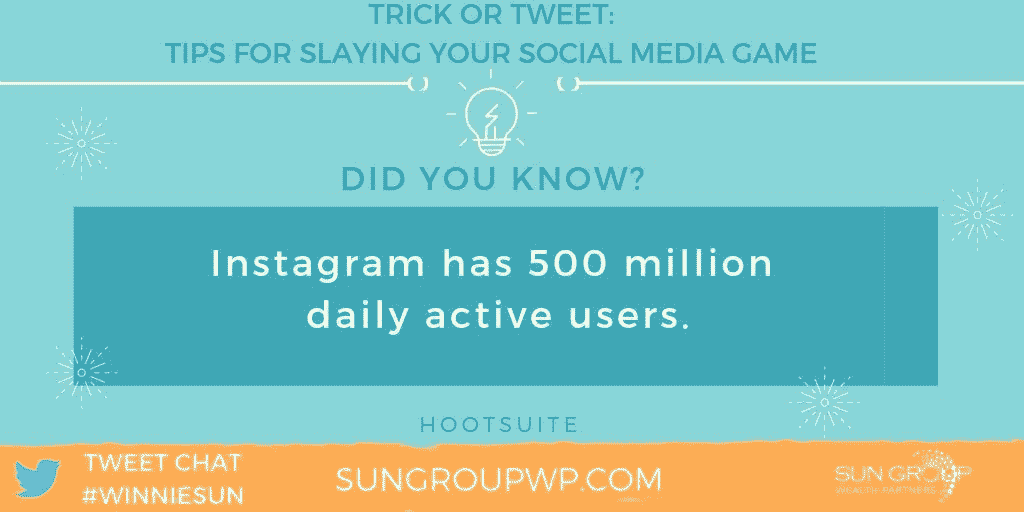 TRICK OR TWEET:
TIPS FOR SLAYING YOUR SOCIAL MEDIA GAME
DID YOU KNOW?
Instagram has 500 million
daily active users.
HOOTSUITE
TWEET CHAT
#WINNIESUN
SUNGROUPWP.COM
SUN GROUP
WEALTH PARTNERS